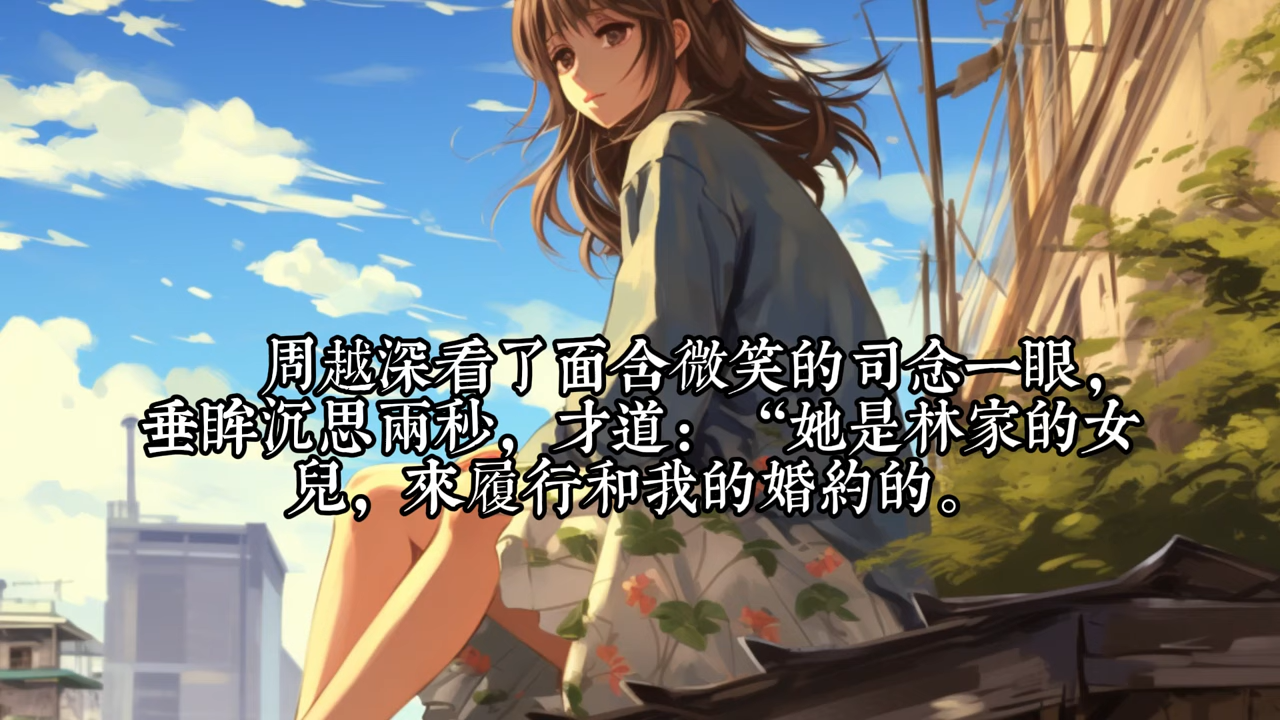 周越深看了面含微笑的司念一眼，
垂眸沉思兩秒，才道：“她是林家的女
兒，來履行和我的婚約的。